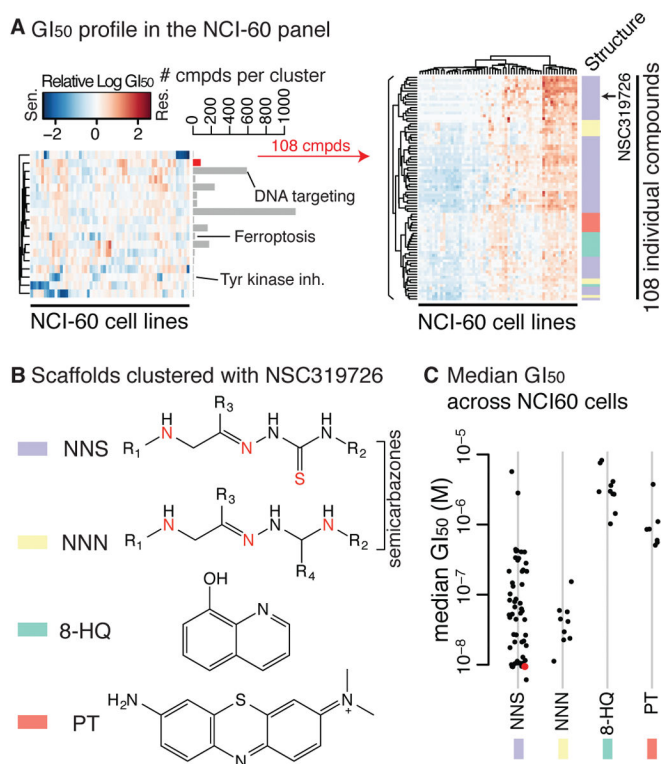 A GI50 profile in the NCI-60 panel
Relative Log GI50
Sen.
Res.
−2 0 2
# cmpds per cluster
0
200
400
600
800
1000
108 cmpds
DNA targeting
Ferroptosis
Tyr kinase inh.
NCI-60 cell lines
Structure
NSC319726
108 individual compounds
NCI-60 cell lines
B Scaffolds clustered with NSC319726
NNS
H
N
R1
R3
N
H
N
S
H
N
R2
NNN
H
N
R1
R3
N
H
N
R4
H
N
R2
semicarbazones
8-HQ
OH
N
PT
H2N
S
N
N
+
C Median GI50
across NCI60 cells
median GI50 (M)
10−5
10−6
10−7
10−8
NNS
NNN
8-HQ
PT